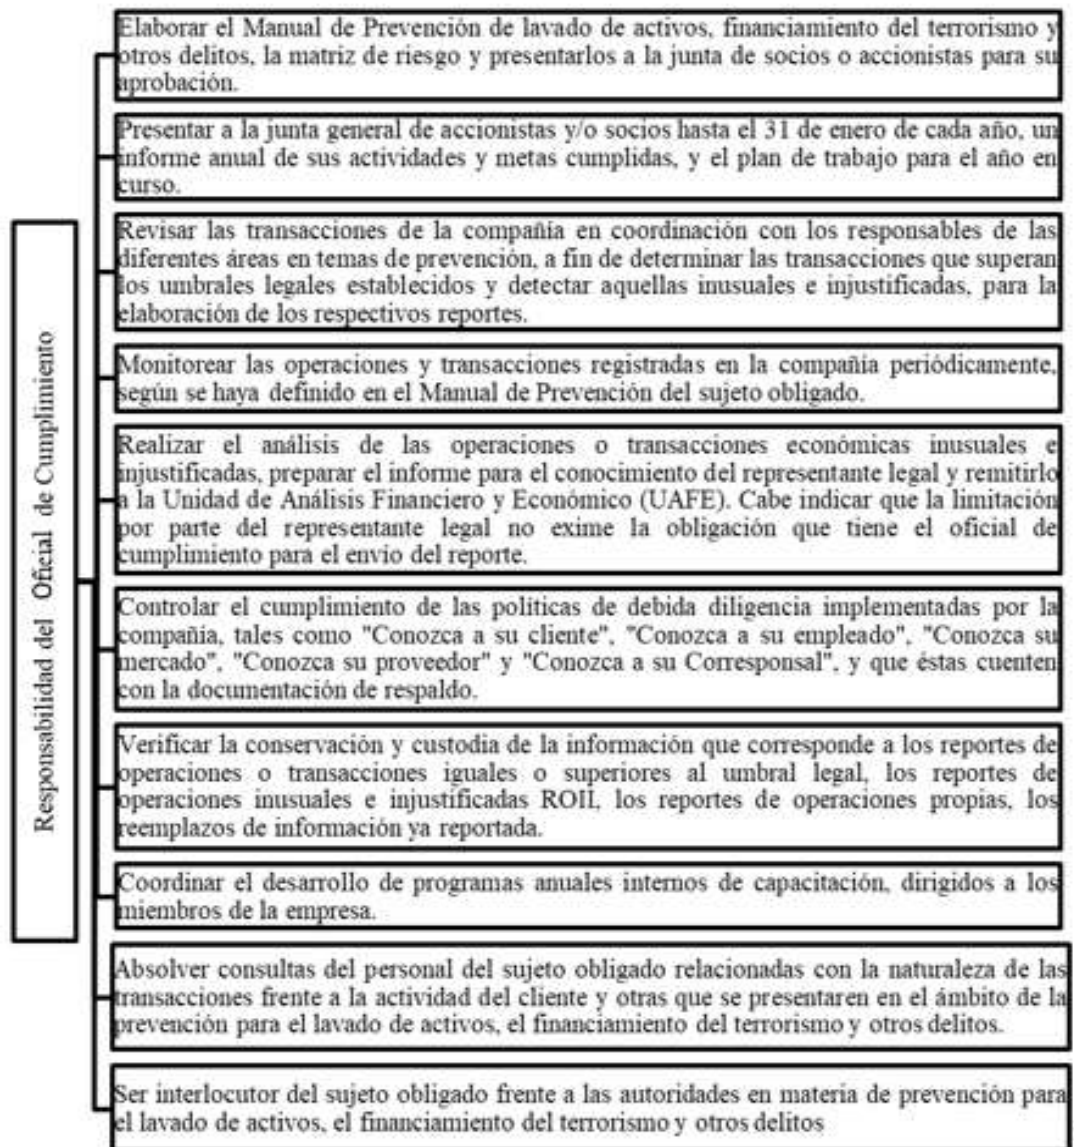 Elaborar el Manual de Prevención de lavado de activos, financiamiento del terrorismo y
otros delitos, la matriz de riesgo y presentarlos a la junta de socios o accionistas para su
aprobación.
Presentar a la junta general de accionistas y/o socios hasta el 31 de enero de cada año, un
informe anual de sus actividades y metas cumplidas, y el plan de trabajo para el año en
curso.
Revisar las transacciones de la compañía en coordinación con los responsables de las
diferentes áreas en temas de prevención, a fin de determinar las transacciones que superan
los umbrales legales establecidos y detectar aquellas inusuales e injustificadas, para la
elaboración de los respectivos reportes.
Responsabilidad del Oficial de Cumplimiento
Monitorear las operaciones y transacciones registradas en la compañía periódicamente,
según se haya definido en el Manual de Prevención del sujeto obligado.
Realizar el análisis de las operaciones o transacciones económicas inusuales e
injustificadas, preparar el informe para el conocimiento del representante legal y remitirlo
a la Unidad de Análisis Financiero y Económico (UAFE). Cabe indicar que la limitación
por parte del representante legal no exime la obligación que tiene el oficial de
cumplimiento para el envío del reporte.
Controlar el cumplimiento de las políticas de debida diligencia implementadas por la
compañía, tales como "Conozca a su cliente", "Conozca a su empleado", "Conozca su
mercado", "Conozca su proveedor" y "Conozca a su Corresponsal", y que éstas cuenten
con la documentación de respaldo.
Verificar la conservación y custodia de la información que corresponde a los reportes de
operaciones o transacciones iguales o superiores al umbral legal, los reportes de
operaciones inusuales e injustificadas ROII, los reportes de operaciones propias, los
reemplazos de información ya reportada.
Coordinar el desarrollo de programas anuales internos de capacitación, dirigidos a los
miembros de la empresa.
Absolver consultas del personal del sujeto obligado relacionadas con la naturaleza de las
transacciones frente a la actividad del cliente y otras que se presentaren en el ámbito de la
prevención para el lavado de activos, el financiamiento del terrorismo y otros delitos.
Ser interlocutor del sujeto obligado frente a las autoridades en materia de prevención para
el lavado de activos, el financiamiento del terrorismo y otros delitos